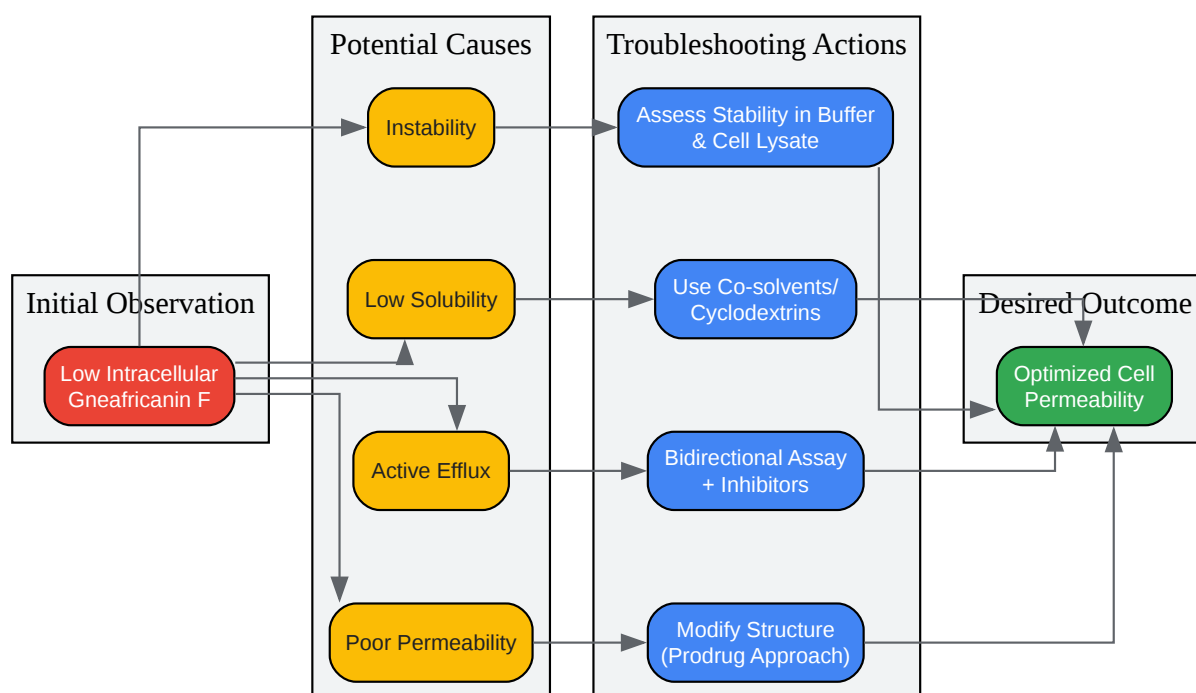 Initial Observation
Low Intracellular
Gneafricanin F
Potential Causes
Instability
Low Solubility
Active Efflux
Poor Permeability
Troubleshooting Actions
Assess Stability in Buffer
& Cell Lysate
Use Co-solvents/
Cyclodextrins
Bidirectional Assay
+ Inhibitors
Modify Structure
(Prodrug Approach)
Desired Outcome
Optimized Cell
Permeability